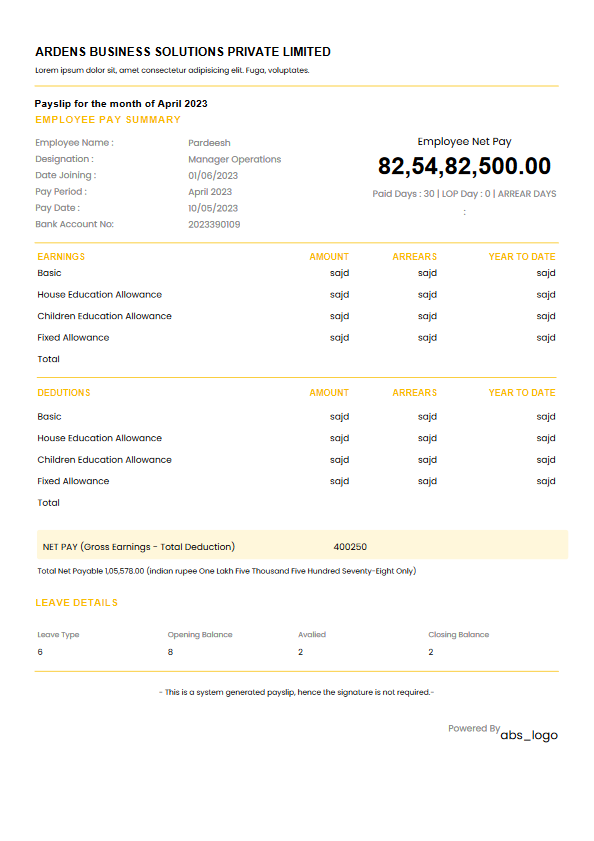 ARDENS BUSINESS SOLUTIONS PRIVATE LIMITED
Lorem ipsum dolor sit, amet consectetur adipisicing elit. Fuga, voluptates.
Payslip for the month of April 2023
EMPLOYEE PAY SUMMARY
Employee Name : Pardeesh
Designation : Manager Operations
Date Joining : 01/06/2023
Pay Period : April 2023
Pay Date : 10/05/2023
Bank Account No: 2023390109
Employee Net Pay
82,54,82,500.00
Paid Days : 30 | LOP Day : 0 | ARREAR DAYS
:
EARNINGS AMOUNT ARREARS YEAR TO DATE
Basic sajd sajd sajd
House Education Allowance sajd sajd sajd
Children Education Allowance sajd sajd sajd
Fixed Allowance sajd sajd sajd
Total
DEDUTIONS AMOUNT ARREARS YEAR TO DATE
Basic sajd sajd sajd
House Education Allowance sajd sajd sajd
Children Education Allowance sajd sajd sajd
Fixed Allowance sajd sajd sajd
Total
NET PAY (Gross Earnings - Total Deduction) 400250
Total Net Payable 1,05,578.00 (indian rupee One Lakh Five Thousand Five Hundred Seventy-Eight Only)
LEAVE DETAILS
Leave Type Opening Balance Avalied Closing Balance
6 8 2 2
- This is a system generated payslip, hence the signature is not required.-
Powered By abs_logo